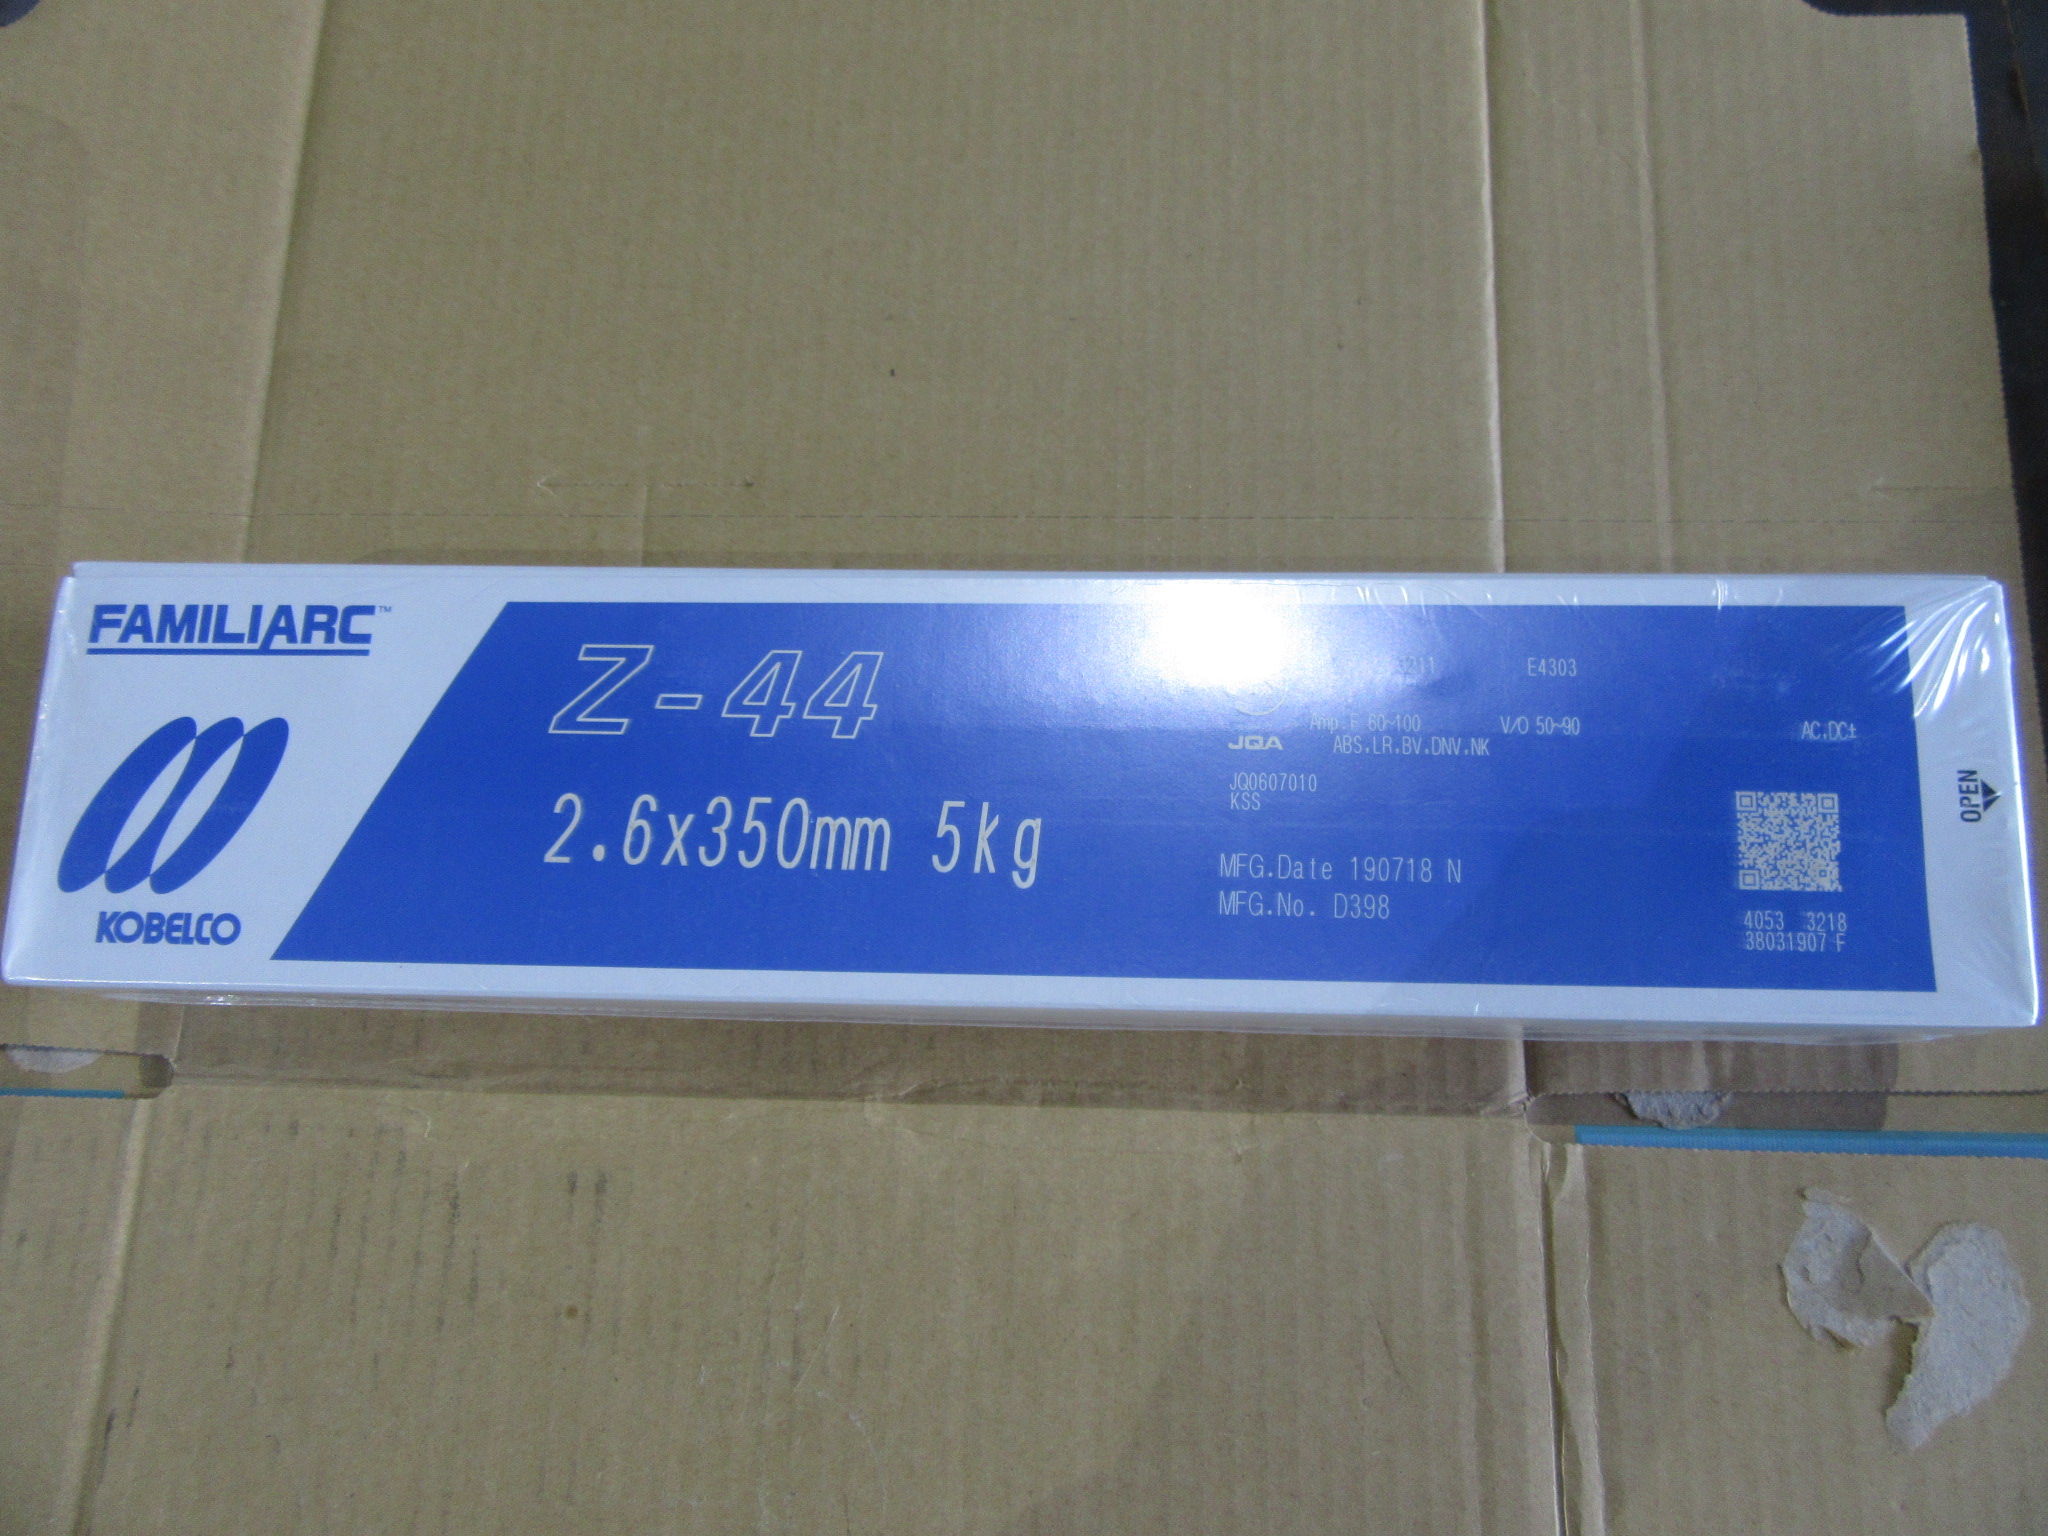 FAMILIARC™
KOBELCO
Z-44
2.6x350mm 5kg
E4303
Amp. F 60~100 V/O 50~90 AC.DC±
JQA ABS.LR.BV.DNV.NK
JQ0607010
KSS
MFG.Date 190718 N
MFG.No. D398
4053 3218
38031907 F
OPEN